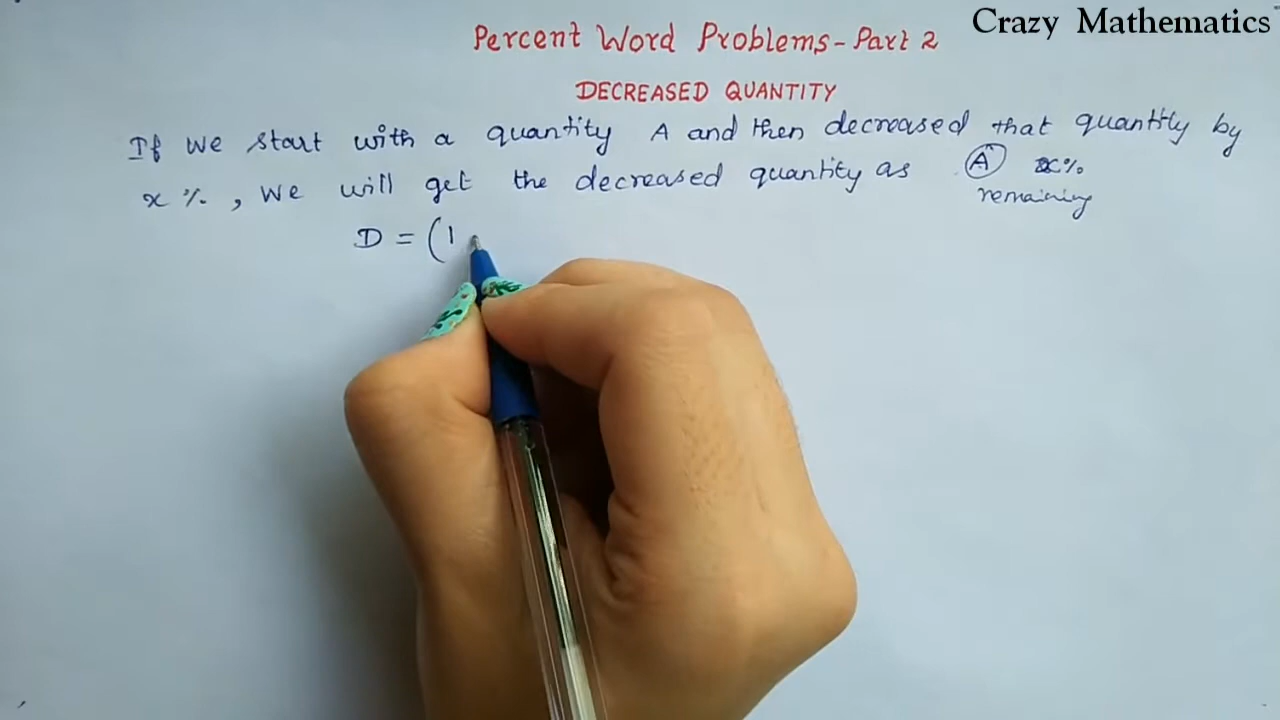 Crazy Mathematics
Percent Word Problems - Part 2
DECREASED QUANTITY
If we start with a quantity A and then decreased that quantity by
x %, we will get the decreased quantity as A x%
remaining
D = (1